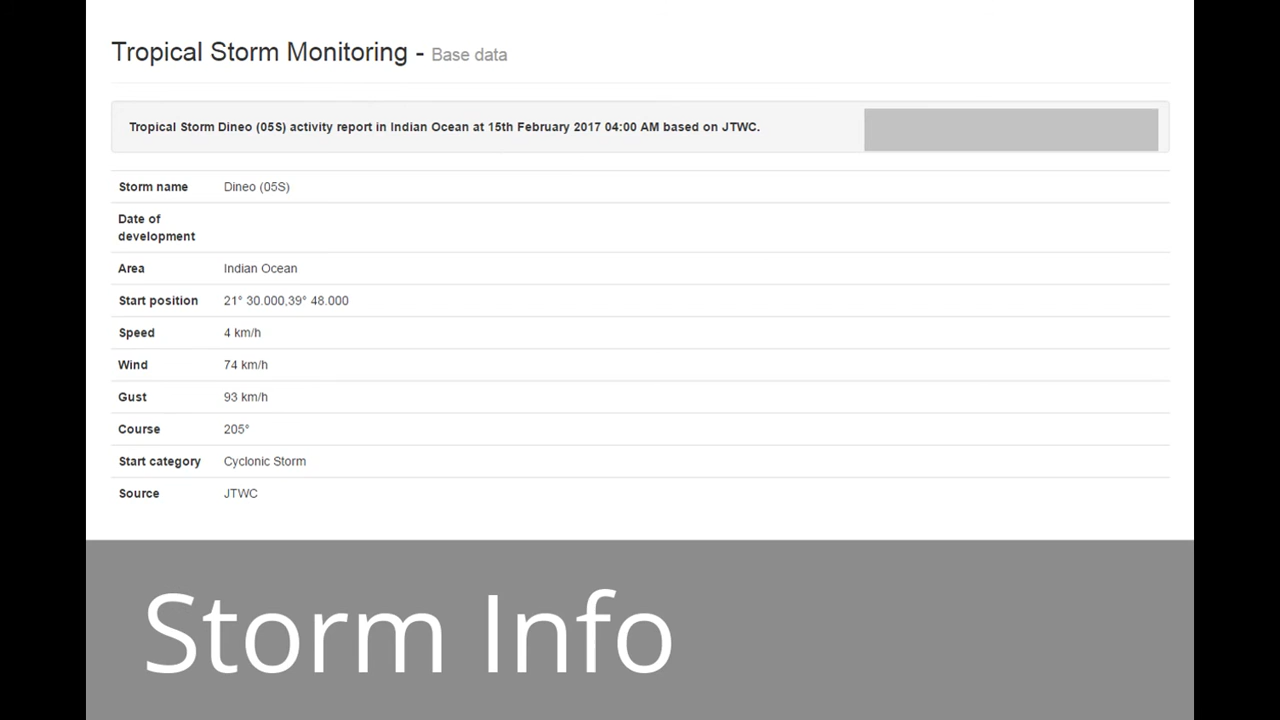 Tropical Storm Monitoring - Base data
Tropical Storm Dineo (05S) activity report in Indian Ocean at 15th February 2017 04:00 AM based on JTWC.
Storm name Dineo (05S)
Date of
development
Area Indian Ocean
Start position 21° 30.000,39° 48.000
Speed 4 km/h
Wind 74 km/h
Gust 93 km/h
Course 205°
Start category Cyclonic Storm
Source JTWC
Storm Info